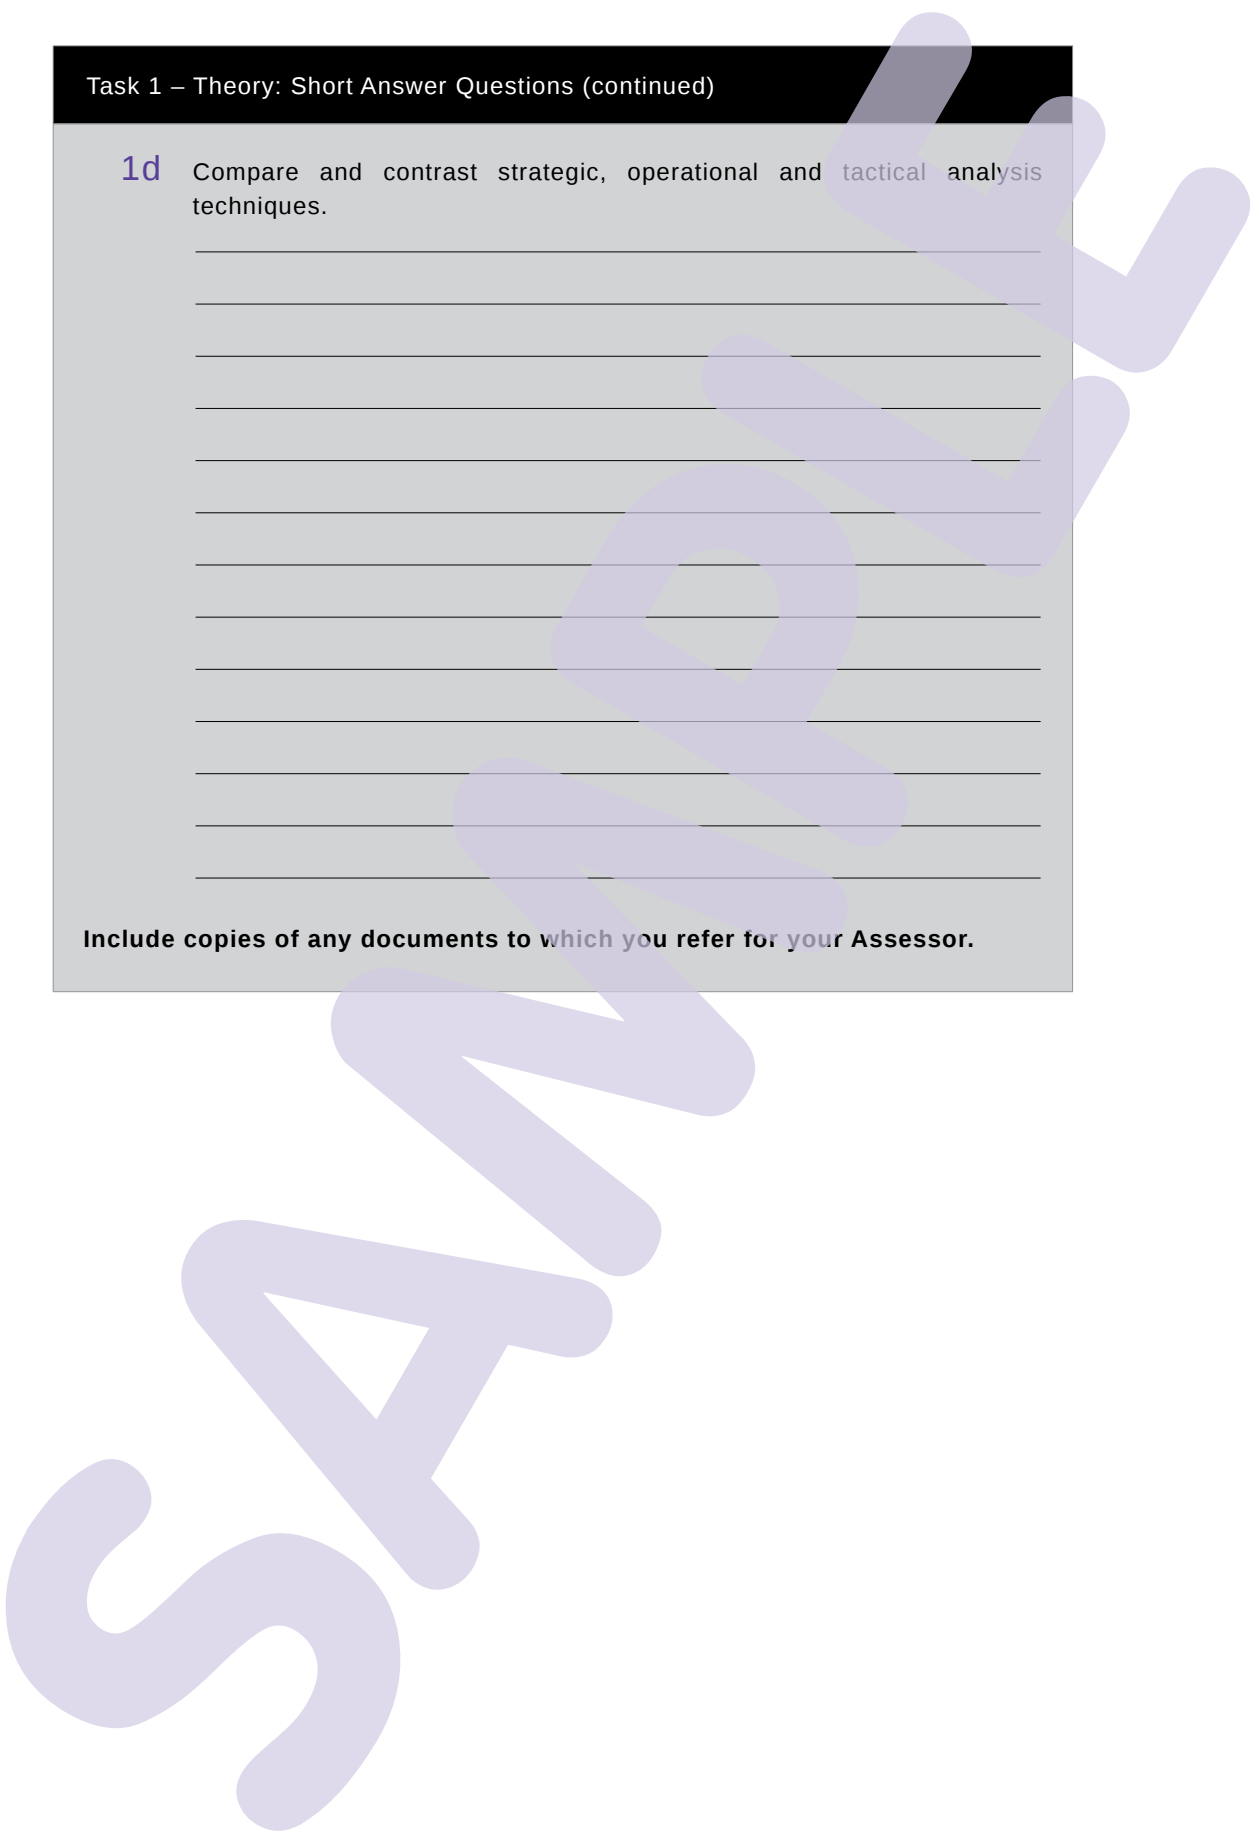 Task 1 – Theory: Short Answer Questions (continued)
1d Compare and contrast strategic, operational and tactical analysis
techniques.
Include copies of any documents to which you refer for your Assessor.
SAMPLE